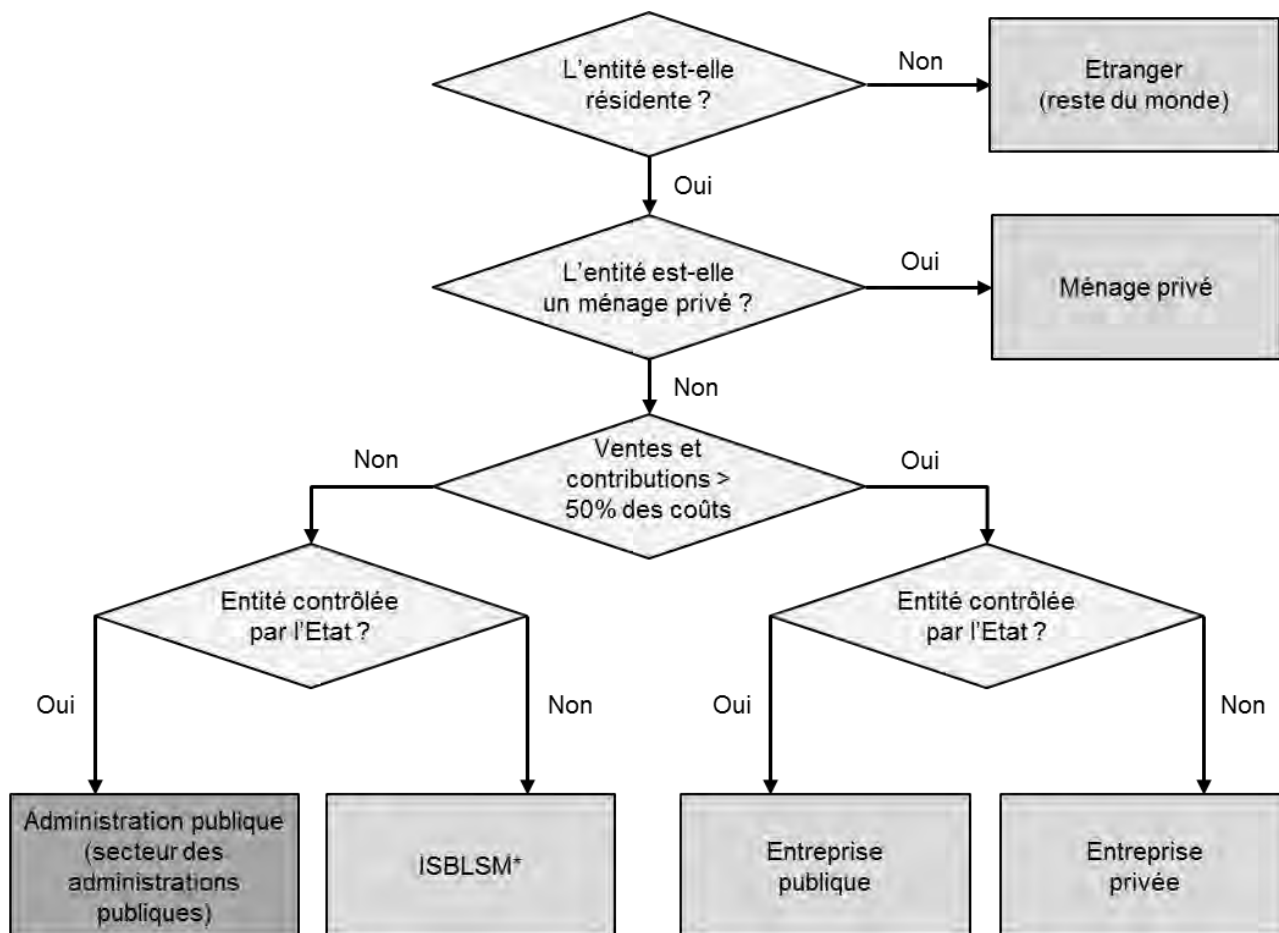 L'entité est-elle
résidente ?
Non
Etranger
(reste du monde)
Oui
L'entité est-elle
un ménage privé ?
Oui
Ménage privé
Non
Ventes et
contributions >
50% des coûts
Non
Oui
Entité contrôlée
par l'Etat ?
Entité contrôlée
par l'Etat ?
Oui
Non
Oui
Non
Administration publique
(secteur des
administrations
publiques)
ISBLSM*
Entreprise
publique
Entreprise
privée